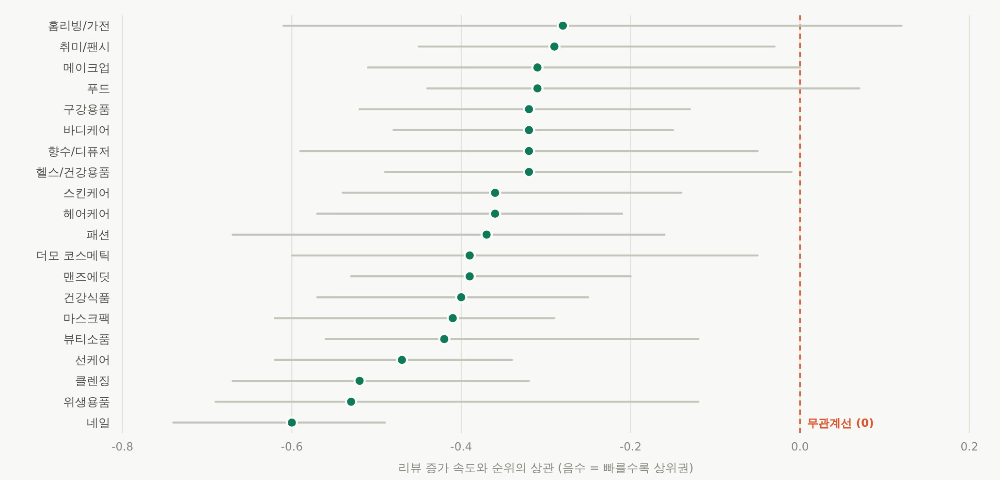 홈리빙/가전
취미/팬시
메이크업
푸드
구강용품
바디케어
향수/디퓨저
헬스/건강용품
스킨케어
헤어케어
패션
더모 코스메틱
맨즈에딧
건강식품
마스크팩
뷰티소품
선케어
클렌징
위생용품
네일
무관계선 (0)
-0.8 -0.6 -0.4 -0.2 0.0 0.2
리뷰 증가 속도와 순위의 상관 (음수 = 빠를수록 상위권)